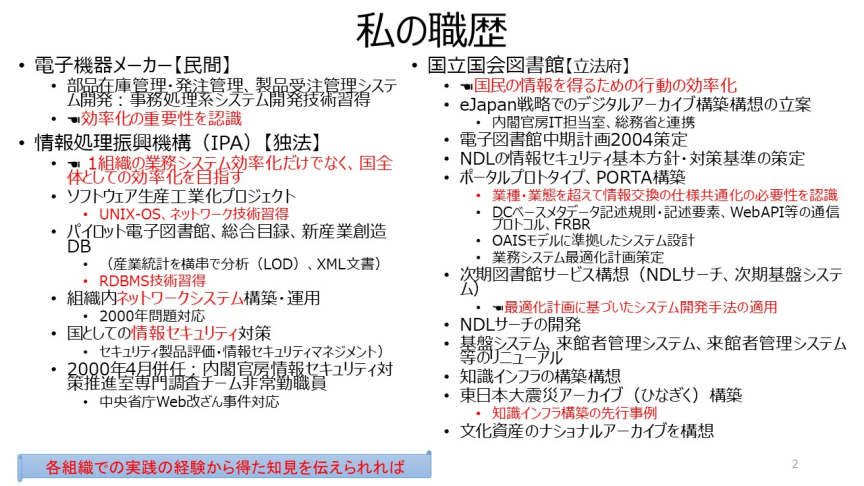 私の職歴
• 電子機器メーカー【民間】
• 部品在庫管理・発注管理、製品受注管理システ
ム開発：事務処理系システム開発技術習得
• ☚効率化の重要性を認識
• 情報処理振興機構（IPA）【独法】
• ☚ 1組織の業務システム効率化だけでなく、国全
体としての効率化を目指す
• ソフトウェア生産工業化プロジェクト
• UNIX-OS、ネットワーク技術習得
• パイロット電子図書館、総合目録、新産業創造
DB
• （産業統計を横串で分析（LOD）、XML文書）
• RDBMS技術習得
• 組織内ネットワークシステム構築・運用
• 2000年問題対応
• 国としての情報セキュリティ対策
• セキュリティ製品評価・情報セキュリティマネジメント）
• 2000年4月併任：内閣官房情報セキュリティ対
策推進室専門調査チーム非常勤職員
• 中央省庁Web改ざん事件対応
• 国立国会図書館【立法府】
• ☚国民の情報を得るための行動の効率化
• eJapan戦略でのデジタルアーカイブ構築構想の立案
• 内閣官房IT担当室、総務省と連携
• 電子図書館中期計画2004策定
• NDLの情報セキュリティ基本方針・対策基準の策定
• ポータルプロトタイプ、PORTA構築
• 業種・業態を超えて情報交換の仕様共通化の必要性を認識
• DCベースメタデータ記述規則・記述要素、WebAPI等の通信
プロトコル、FRBR
• OAISモデルに準拠したシステム設計
• 業務システム最適化計画策定
• 次期図書館サービス構想（NDLサーチ、次期基盤システ
ム）
• ☚最適化計画に基づいたシステム開発手法の適用
• NDLサーチの開発
• 基盤システム、来館者管理システム、来館者管理システム
等のリニューアル
• 知識インフラの構築構想
• 東日本大震災アーカイブ（ひなぎく）構築
• 知識インフラ構築の先行事例
• 文化資産のナショナルアーカイブを構想
各組織での実践の経験から得た知見を伝えられれば
2